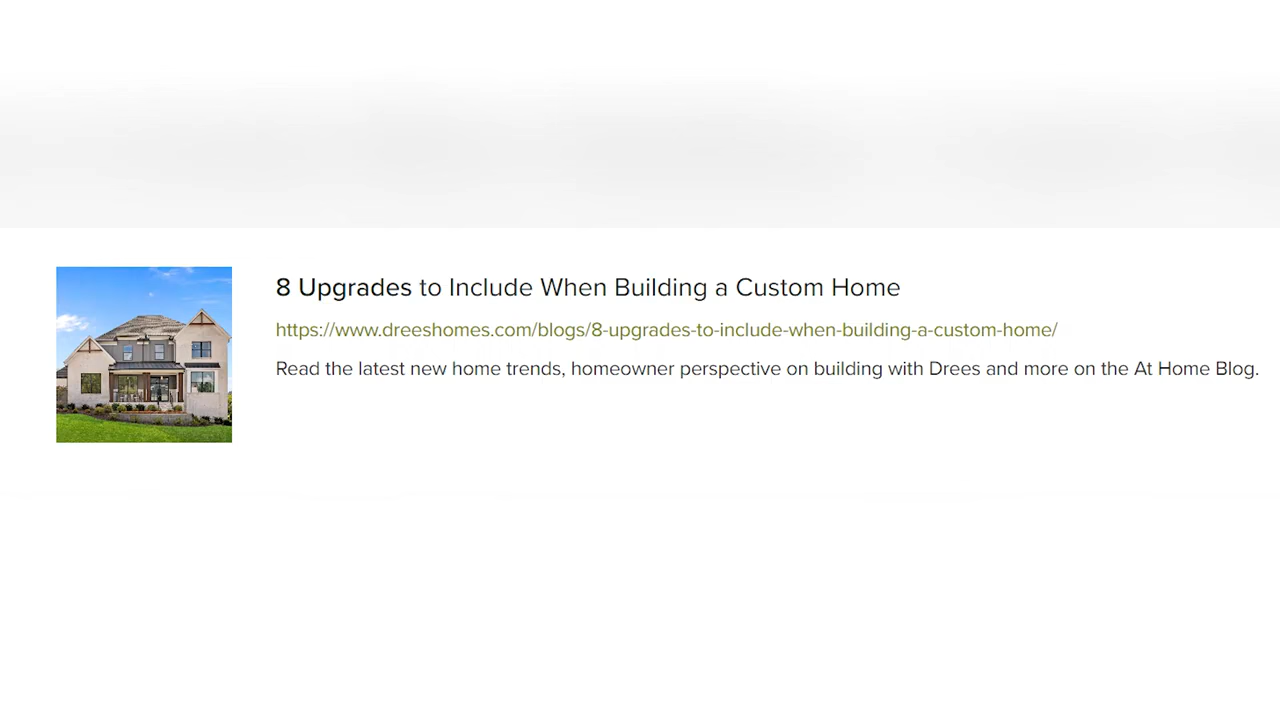 8 Upgrades to Include When Building a Custom Home
https://www.dreeshomes.com/blogs/8-upgrades-to-include-when-building-a-custom-home/
Read the latest new home trends, homeowner perspective on building with Drees and more on the At Home Blog.